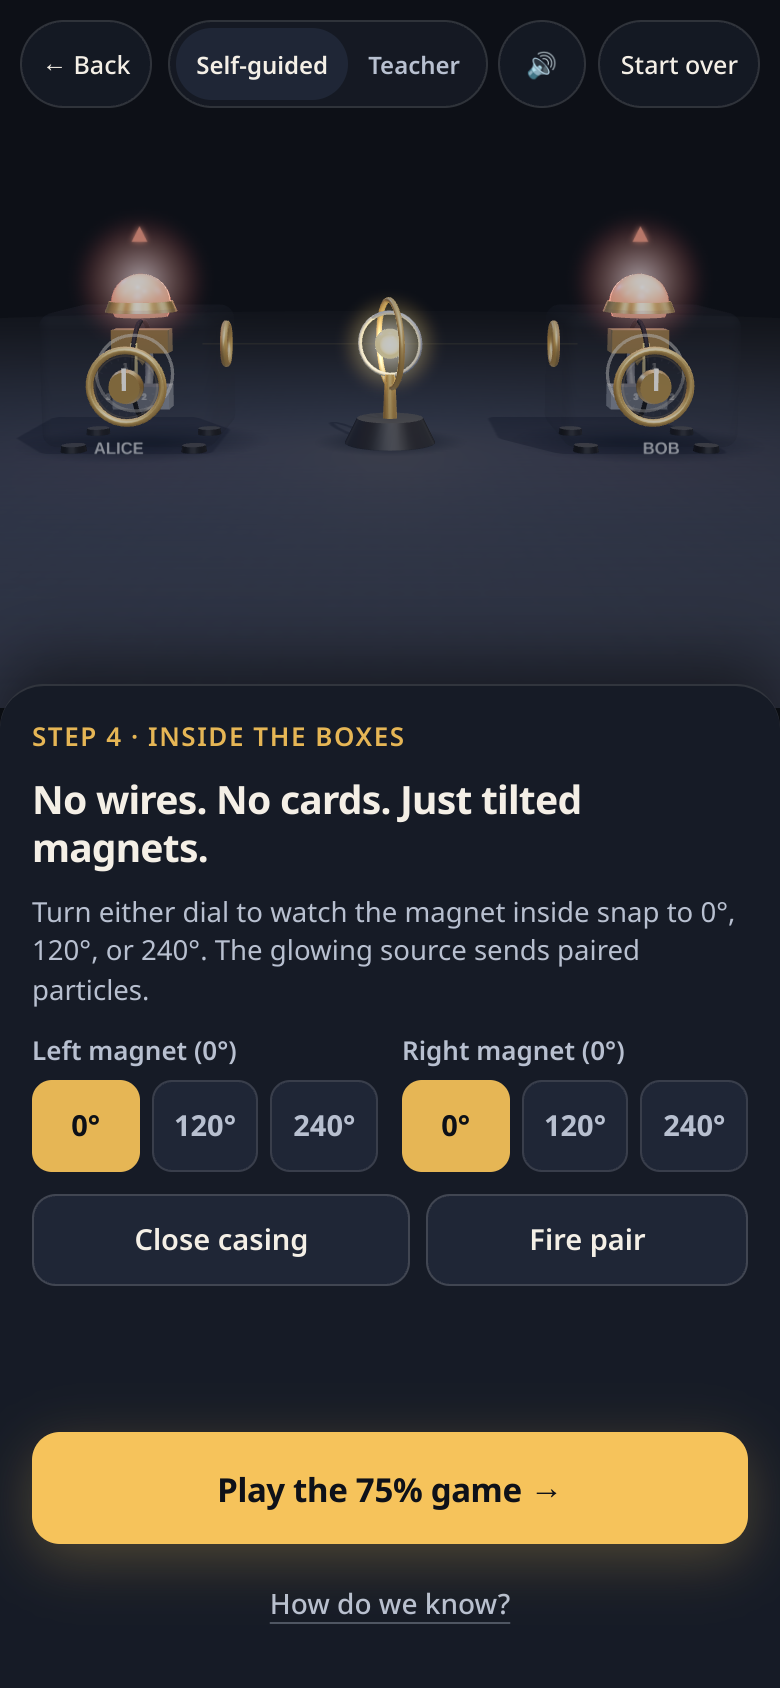 ← Back
Self-guided
Teacher
Start over
ALICE
BOB
STEP 4 · INSIDE THE BOXES
No wires. No cards. Just tilted
magnets.
Turn either dial to watch the magnet inside snap to 0°,
120°, or 240°. The glowing source sends paired
particles.
Left magnet (0°)
Right magnet (0°)
0°
120°
240°
0°
120°
240°
Close casing
Fire pair
Play the 75% game →
How do we know?